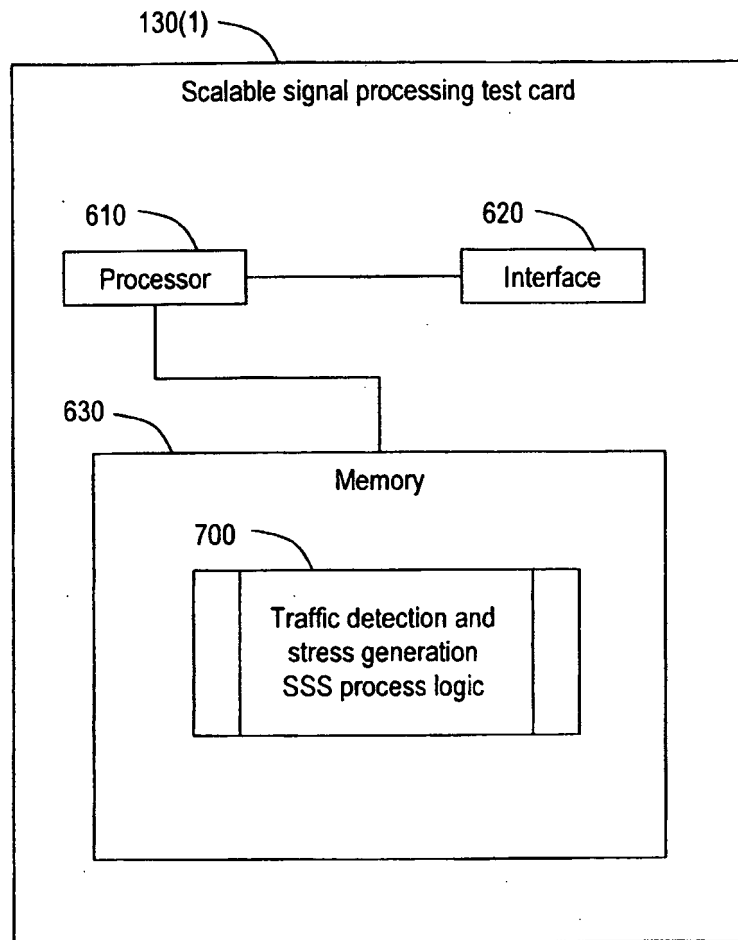 130(1)
Scalable signal processing test card
610
620
Processor
Interface
630
Memory
700
Traffic detection and
stress generation
SSS process logic